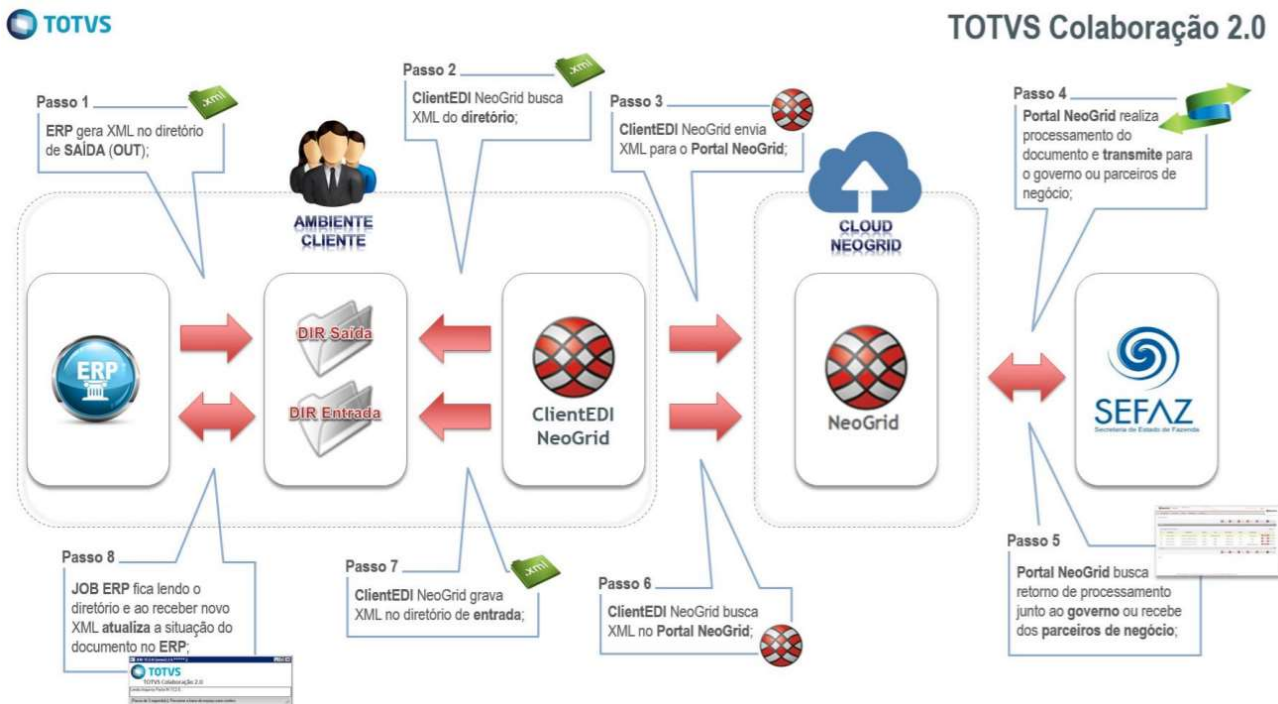 TOTVS
TOTVS Colaboração 2.0
Passo 1
ERP gera XML no diretório
de SAÍDA (OUT);
.xml
Passo 2
ClientEDI NeoGrid busca
XML do diretório;
.xml
Passo 3
ClientEDI NeoGrid envia
XML para o Portal NeoGrid;
Passo 4
Portal NeoGrid realiza
processamento do
documento e transmite para
o governo ou parceiros de
negócio;
AMBIENTE
CLIENTE
CLOUD
NEOGRID
ERP
DIR Saída
DIR Entrada
ClientEDI
NeoGrid
NeoGrid
SEFAZ
Secretaria de Estado de Fazenda
Passo 8
JOB ERP fica lendo o
diretório e ao receber novo
XML atualiza a situação do
documento no ERP;
TOTVS
TOTVS Colaboração 2.0
Passo 7
ClientEDI NeoGrid grava
XML no diretório de entrada;
.xml
Passo 6
ClientEDI NeoGrid busca
XML no Portal NeoGrid;
Passo 5
Portal NeoGrid busca
retorno de processamento
junto ao governo ou recebe
dos parceiros de negócio;